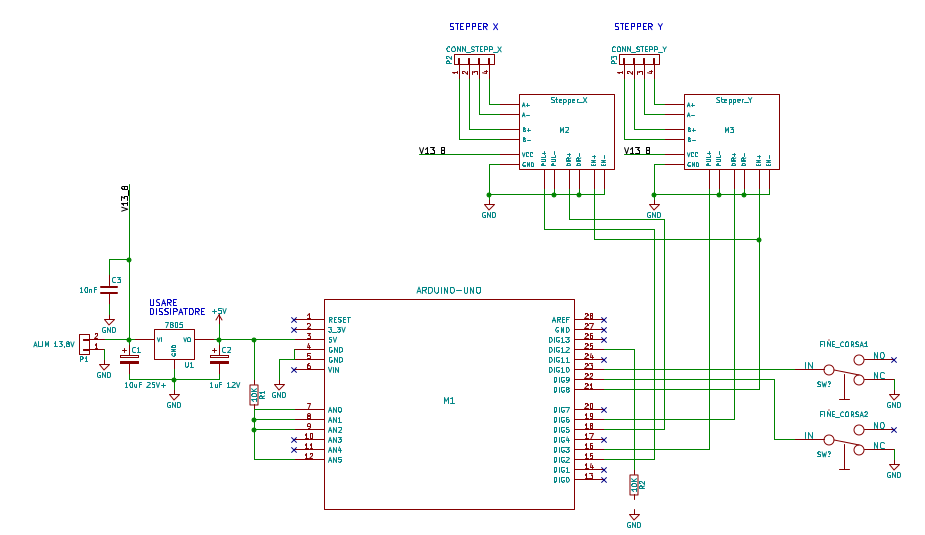 STEPPER X
STEPPER Y
CONN_STEPP_X
CONN_STEPP_Y
P2
P3
1 2 3 4
1 2 3 4
Stepper_X
Stepper_Y
A+
A-
M2
B+
B-
VCC
GND
PUL+ PUL- DIR+ DIR- EN+ EN-
A+
A-
M3
B+
B-
VCC
GND
PUL+ PUL- DIR+ DIR- EN+ EN-
V13_8
V13_8
GND
GND
V13_8
C3
10nF
GND
USARE
DISSIPATORE
+5V
7805
VI
VO
GND
U1
ALIM 13,8V
2
1
P1
GND
C1
10uF 25V+
C2
1uF 12V
GND
10K
R1
GND
ARDUINO-UNO
M1
1 RESET
2 3_3V
3 5V
4 GND
5 GND
6 VIN
7 AN0
8 AN1
9 AN2
10 AN3
11 AN4
12 AN5
AREF 28
GND 27
DIG13 26
DIG12 25
DIG11 24
DIG10 23
DIG9 22
DIG8 21
DIG7 20
DIG6 19
DIG5 18
DIG4 17
DIG3 16
DIG2 15
DIG1 14
DIG0 13
10K
R2
GND
FIÑE_CORSA1
NO
IN
NC
SW?
GND
FIÑE_CORSA2
NO
IN
NC
SW?
GND